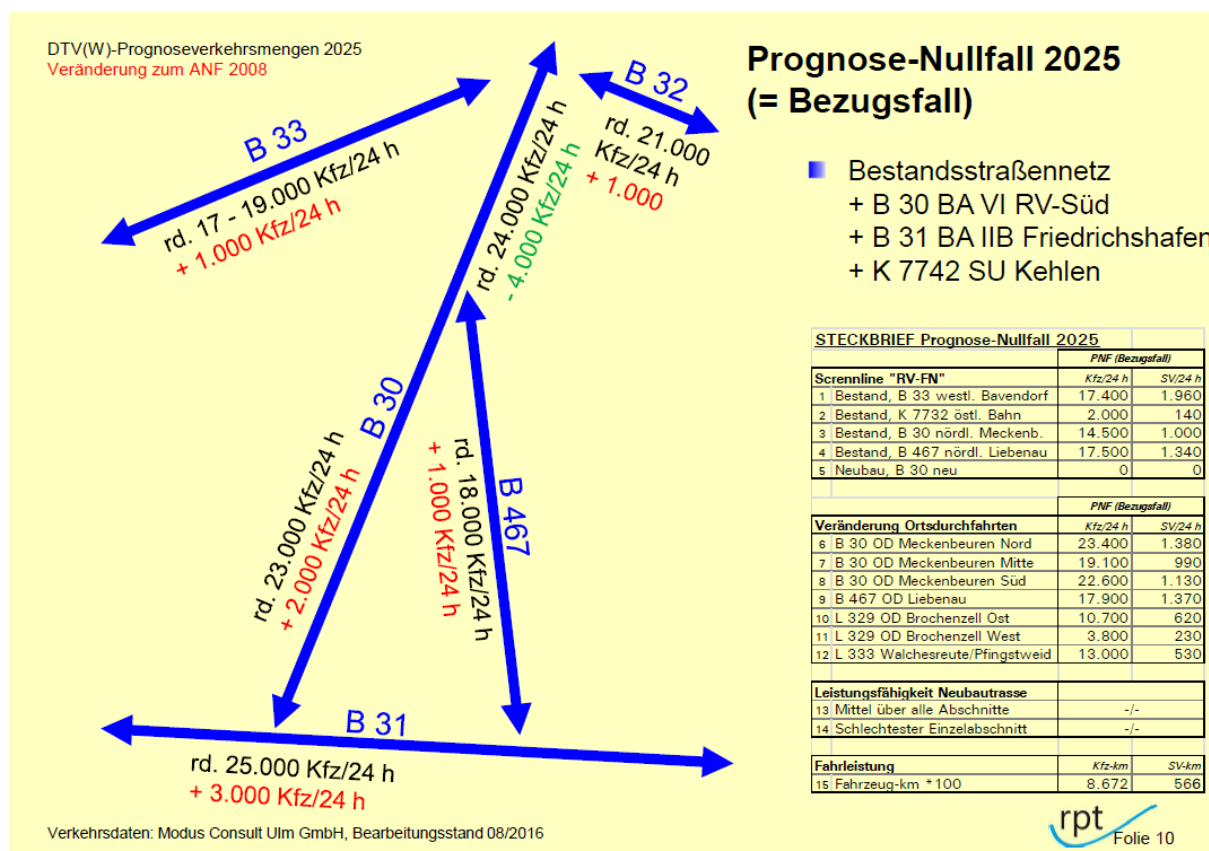 DTV(W)-Prognoseverkehrsmengen 2025
Veränderung zum ANF 2008
Prognose-Nullfall 2025
(= Bezugsfall)
Bestandsstraßennetz
+ B 30 BA VI RV-Süd
+ B 31 BA IIB Friedrichshafen
+ K 7742 SU Kehlen
B 33
rd. 17 - 19.000 Kfz/24 h
+ 1.000 Kfz/24 h
B 32
rd. 21.000
Kfz/24 h
+ 1.000
rd. 24.000 Kfz/24 h
- 4.000 Kfz/24 h
B 30
rd. 23.000 Kfz/24 h
+ 2.000 Kfz/24 h
B 467
rd. 18.000 Kfz/24 h
+ 1.000 Kfz/24 h
B 31
rd. 25.000 Kfz/24 h
+ 3.000 Kfz/24 h
STECKBRIEF Prognose-Nullfall 2025
PNF (Bezugsfall)
Scrennline "RV-FN" Kfz/24 h SV/24 h
1 Bestand, B 33 westl. Bavendorf 17.400 1.960
2 Bestand, K 7732 östl. Bahn 2.000 140
3 Bestand, B 30 nördl. Meckenb. 14.500 1.000
4 Bestand, B 467 nördl. Liebenau 17.500 1.340
5 Neubau, B 30 neu 0 0
PNF (Bezugsfall)
Veränderung Ortsdurchfahrten Kfz/24 h SV/24 h
6 B 30 OD Meckenbeuren Nord 23.400 1.380
7 B 30 OD Meckenbeuren Mitte 19.100 990
8 B 30 OD Meckenbeuren Süd 22.600 1.130
9 B 467 OD Liebenau 17.900 1.370
10 L 329 OD Brochenzell Ost 10.700 620
11 L 329 OD Brochenzell West 3.800 230
12 L 333 Walchesreute/Pfingstweid 13.000 530
Leistungsfähigkeit Neubautrasse
13 Mittel über alle Abschnitte -/-
14 Schlechtester Einzelabschnitt -/-
Fahrleistung Kfz-km SV-km
15 Fahrzeug-km *100 8.672 566
Verkehrsdaten: Modus Consult Ulm GmbH, Bearbeitungsstand 08/2016
rpt
Folie 10